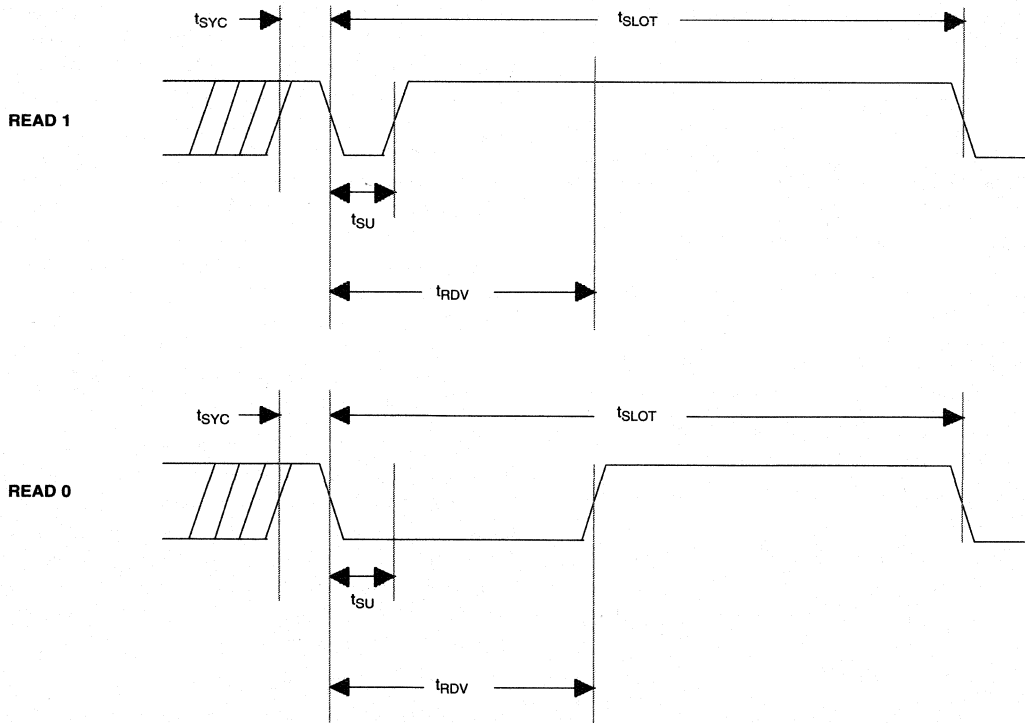 tSYC
tSLOT
READ 1
tSU
tRDV
tSYC
tSLOT
READ 0
tSU
tRDV